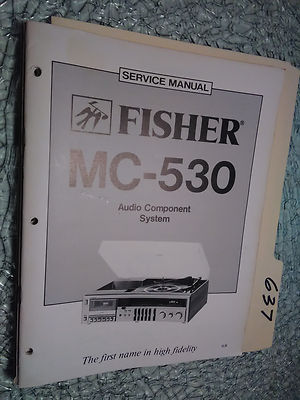 SERVICE MANUAL
FISHER®
MC-530
Audio Component
System
The first name in high fidelity
637